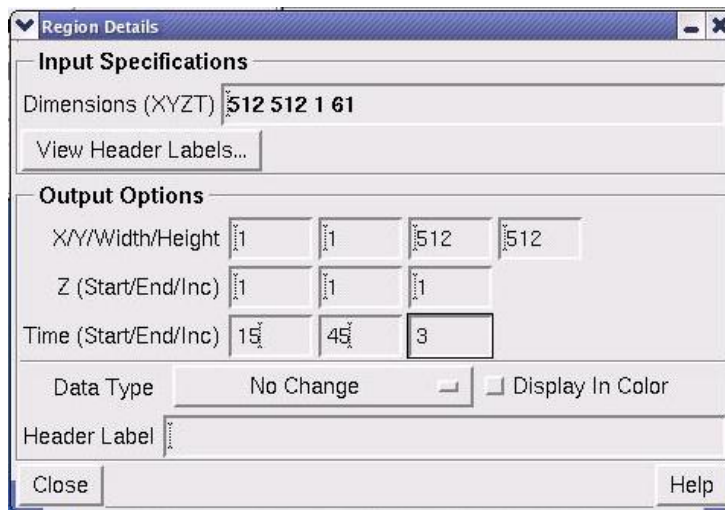 Region Details
Input Specifications
Dimensions (XYZT) 512 512 1 61
View Header Labels...
Output Options
X/Y/Width/Height 1 1 512 512
Z (Start/End/Inc) 1 1 1
Time (Start/End/Inc) 15 45 3
Data Type No Change Display In Color
Header Label
Close Help